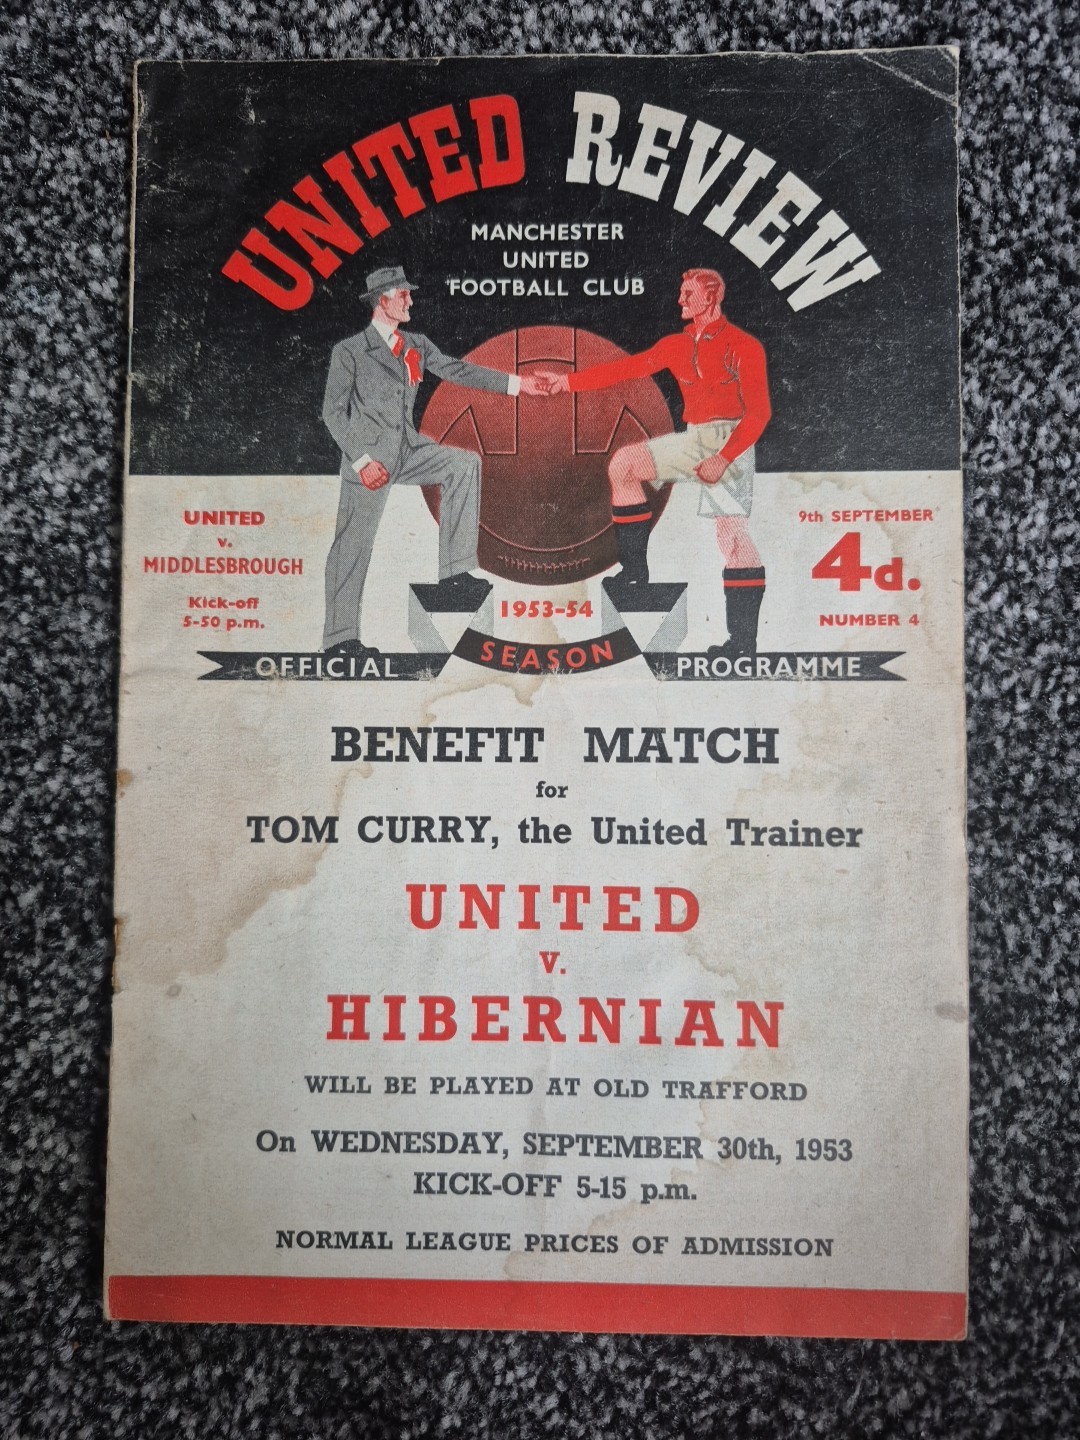 UNITED REVIEW
MANCHESTER
UNITED
FOOTBALL CLUB
UNITED
v.
MIDDLESBROUGH
Kick-off
5-50 p.m.
9th SEPTEMBER
4d.
NUMBER 4
1953-54
OFFICIAL SEASON PROGRAMME
BENEFIT MATCH
for
TOM CURRY, the United Trainer
UNITED
v.
HIBERNIAN
WILL BE PLAYED AT OLD TRAFFORD
On WEDNESDAY, SEPTEMBER 30th, 1953
KICK-OFF 5-15 p.m.
NORMAL LEAGUE PRICES OF ADMISSION